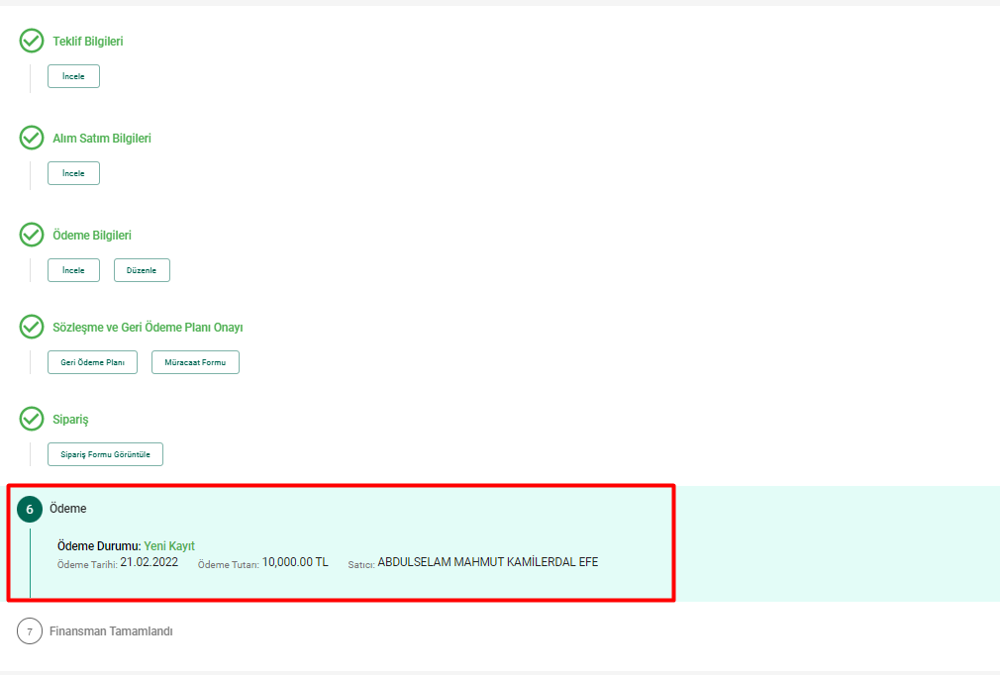 Teklif Bilgileri
İncele
Alım Satım Bilgileri
İncele
Ödeme Bilgileri
İncele Düzenle
Sözleşme ve Geri Ödeme Planı Onayı
Geri Ödeme Planı Müracaat Formu
Sipariş
Sipariş Formu Görüntüle
6 Ödeme
Ödeme Durumu: Yeni Kayıt
Ödeme Tarihi: 21.02.2022 Ödeme Tutarı: 10,000.00 TL Satıcı: ABDULSELAM MAHMUT KAMİLERDAL EFE
7 Finansman Tamamlandı